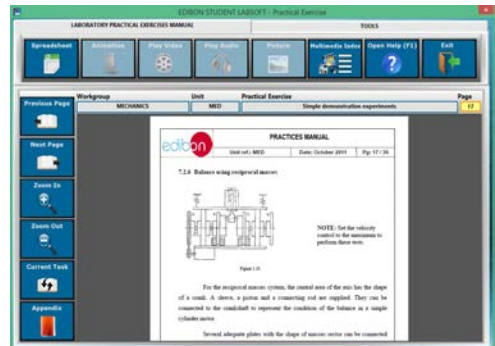 EDIBON STUDENT LABSOFT - Practical Exercise
LABORATORY PRACTICAL EXERCISES MANUAL
TOOLS
Spreadsheet
Animation
Play Video
Play Audio
Picture
Multimedia Index
Open Help (F1)
Exit
Workgroup
Unit
Practical Exercise
Page
MECHANICS
MED
Simple demonstration experiments
17
Previous Page
Next Page
Zoom In
Zoom Out
Current Task
Appendix
edibon
PRACTICES MANUAL
Unit ref.: MED
Date: October 2011
Pg: 17 / 36
7.2.6 Balance using reciprocal masses
NOTE: Set the velocity
control to the maximum to
perform these tests.
For the reciprocal masses system, the central area of the axis has the shape
of a crank. A sleeve, a piston and a connecting rod are supplied. They can be
connected to the crankshaft to represent the condition of the balance in a simple
cylinder motor.
Several adequate plates with the shape of masses sector can be connected